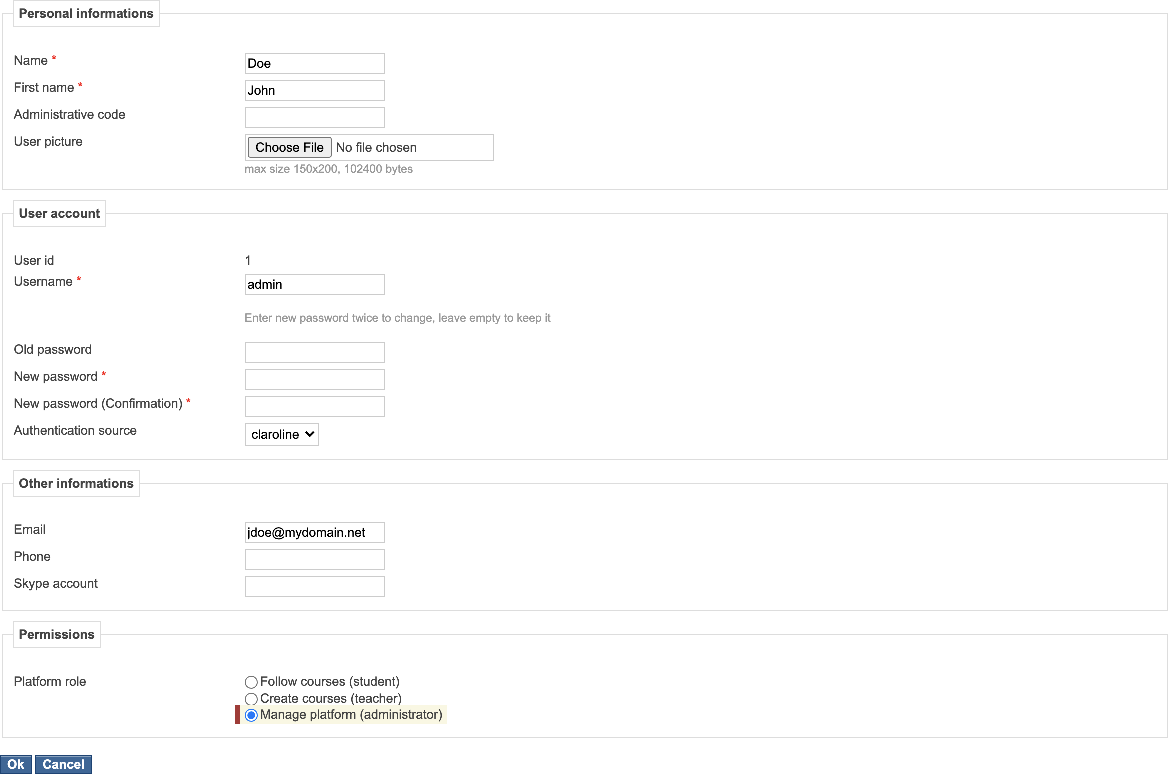 Personal informations
Name *
Doe
First name *
John
Administrative code
User picture
Choose File No file chosen
max size 150x200, 102400 bytes
User account
User id
1
Username *
admin
Enter new password twice to change, leave empty to keep it
Old password
New password *
New password (Confirmation) *
Authentication source
claroline
Other informations
Email
jdoe@mydomain.net
Phone
Skype account
Permissions
Platform role
Follow courses (student)
Create courses (teacher)
Manage platform (administrator)
Ok Cancel